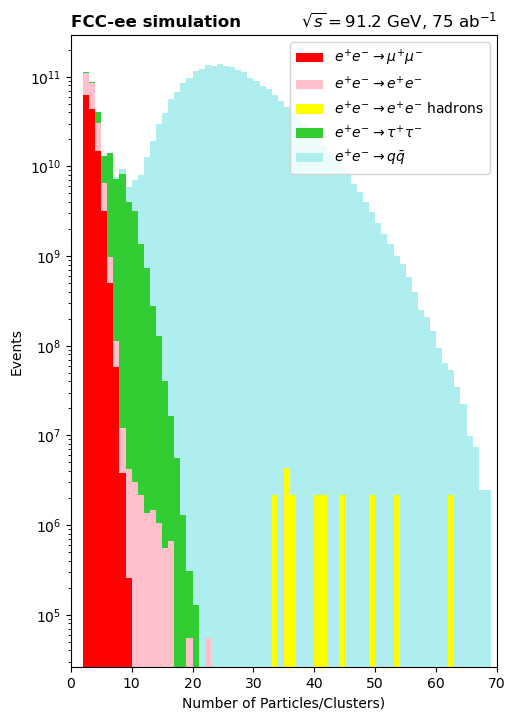 FCC-ee simulation √s = 91.2 GeV, 75 ab⁻¹
e⁺e⁻ → μ⁺μ⁻
e⁺e⁻ → e⁺e⁻
e⁺e⁻ → e⁺e⁻ hadrons
e⁺e⁻ → τ⁺τ⁻
e⁺e⁻ → qq̄
10¹¹
10¹⁰
10⁹
10⁸
10⁷
10⁶
10⁵
Events
0 10 20 30 40 50 60 70
Number of Particles/Clusters)